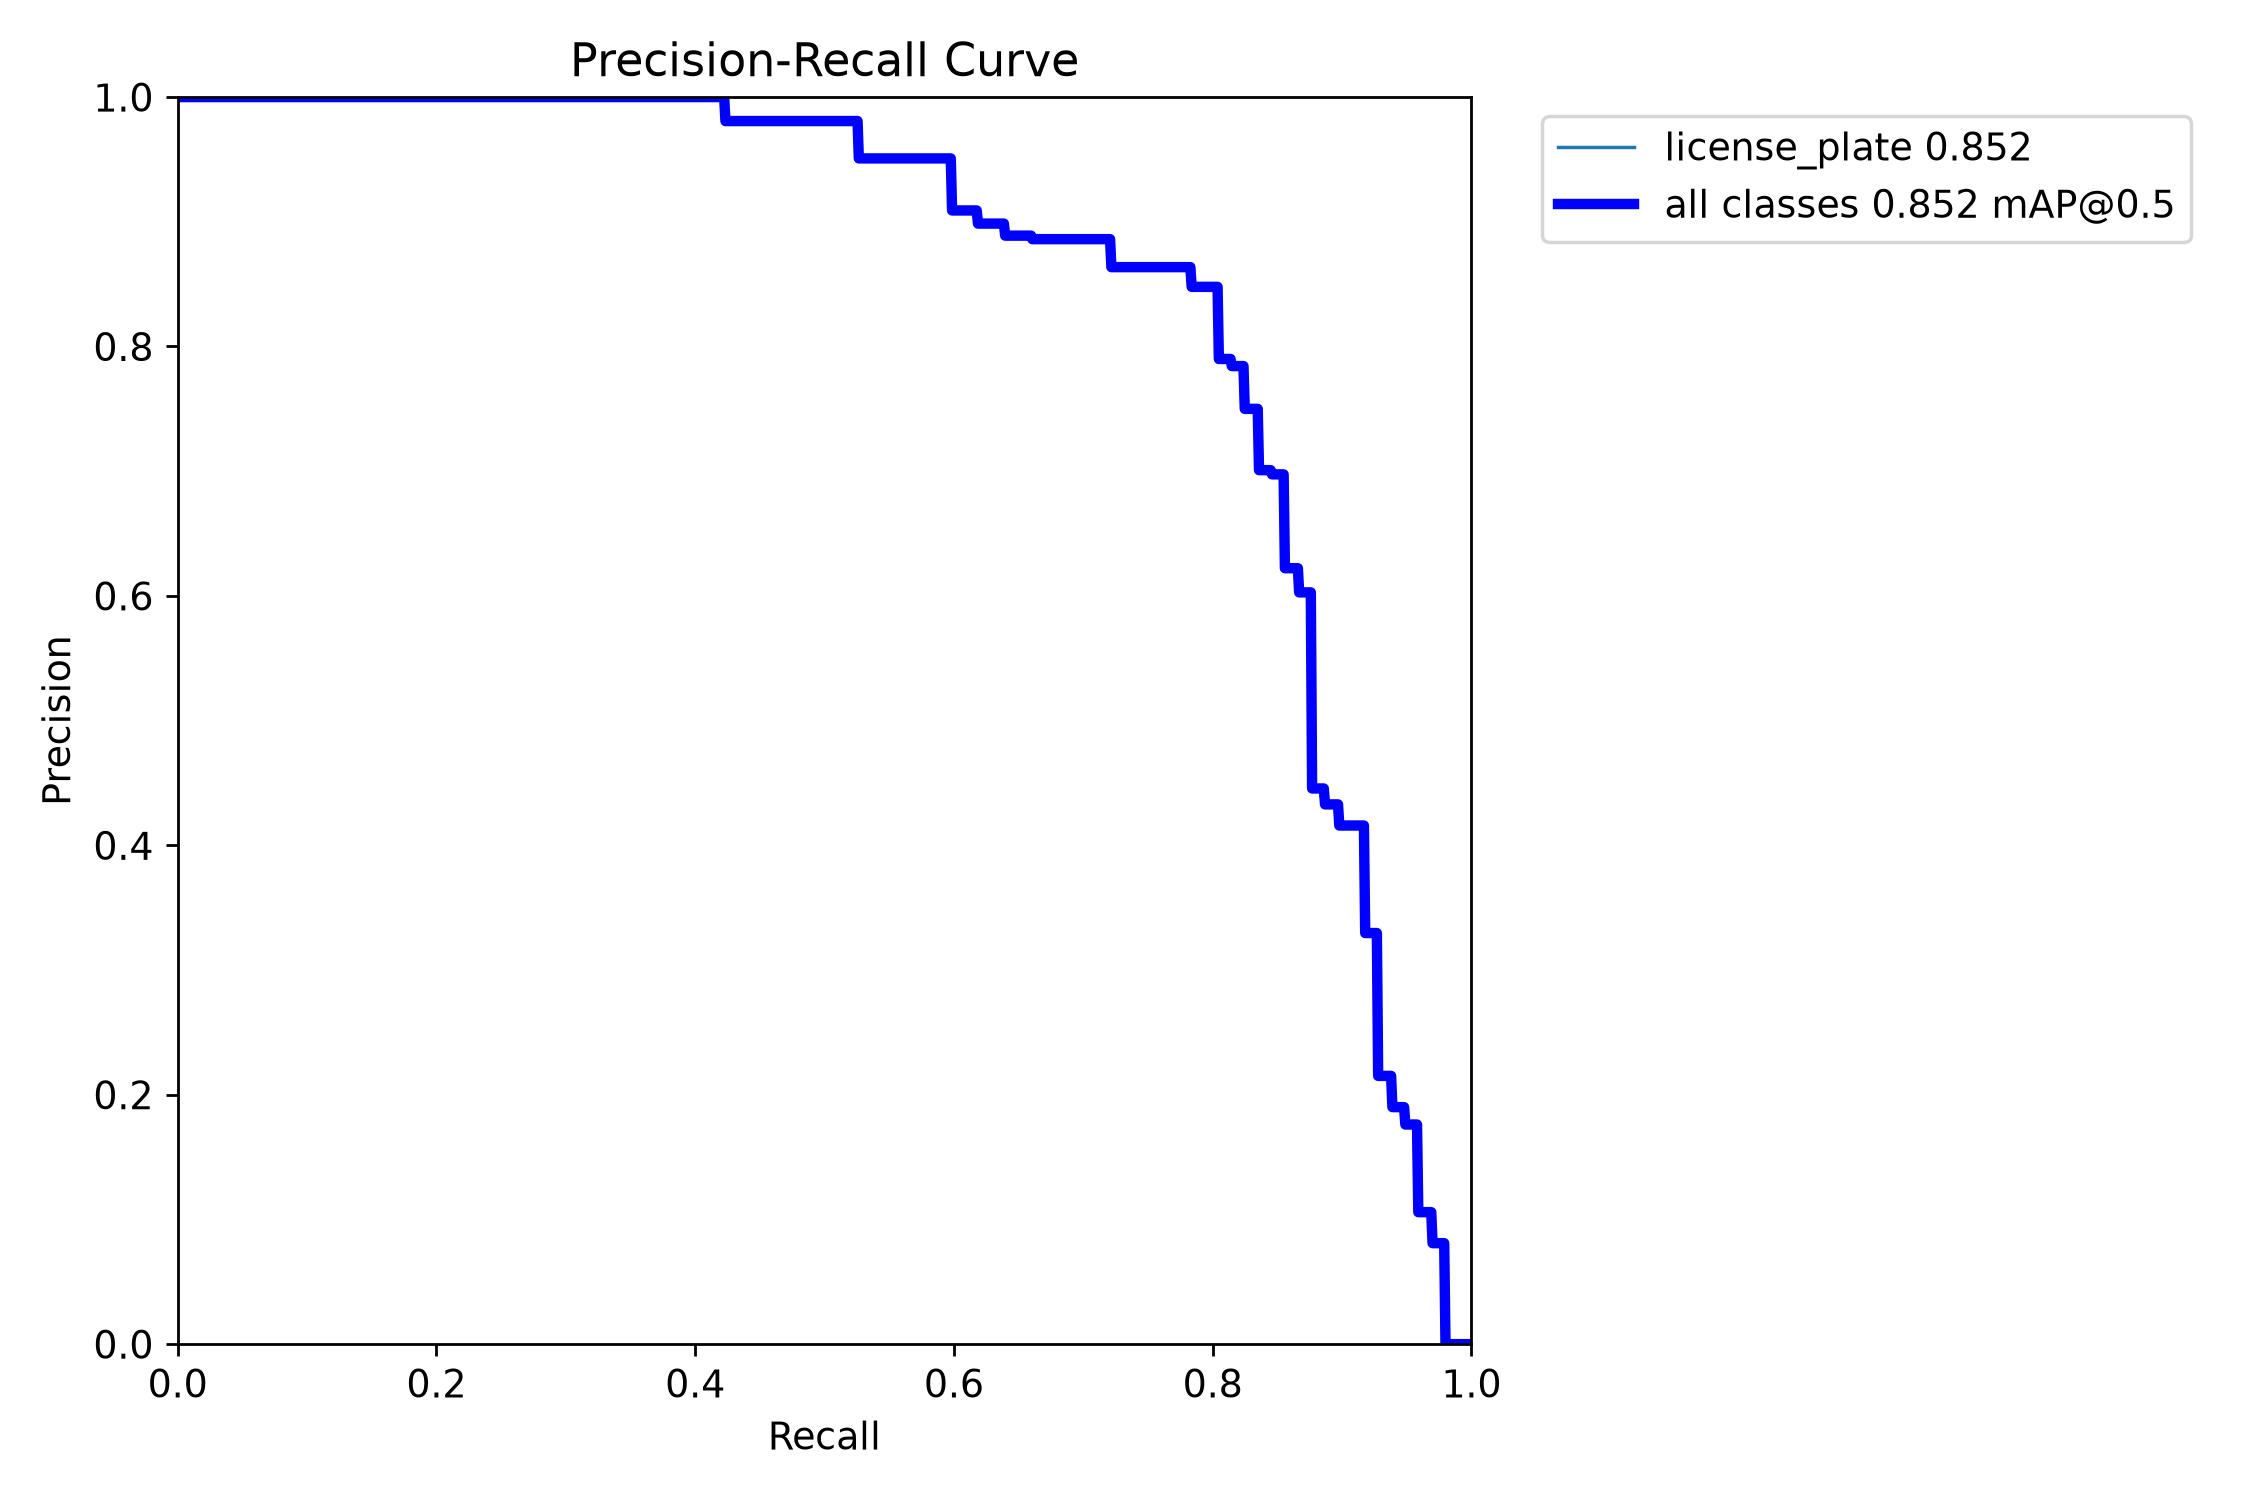 Precision-Recall Curve
1.0
0.8
0.6
0.4
0.2
0.0
Precision
0.0 0.2 0.4 0.6 0.8 1.0
Recall
license_plate 0.852
all classes 0.852 mAP@0.5